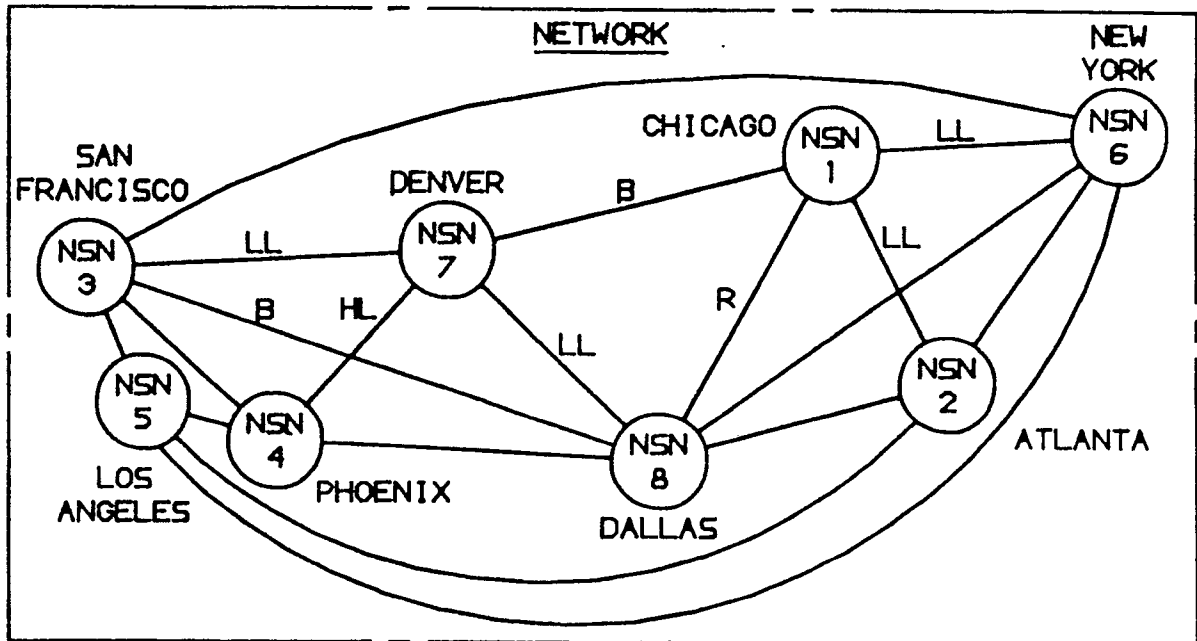 NETWORK
NEW
YORK
NSN
6
CHICAGO
NSN
1
LL
SAN
FRANCISCO
DENVER
B
NSN
3
LL
NSN
7
LL
B
HL
R
LL
NSN
5
NSN
4
NSN
8
NSN
2
ATLANTA
LOS
ANGELES
PHOENIX
DALLAS